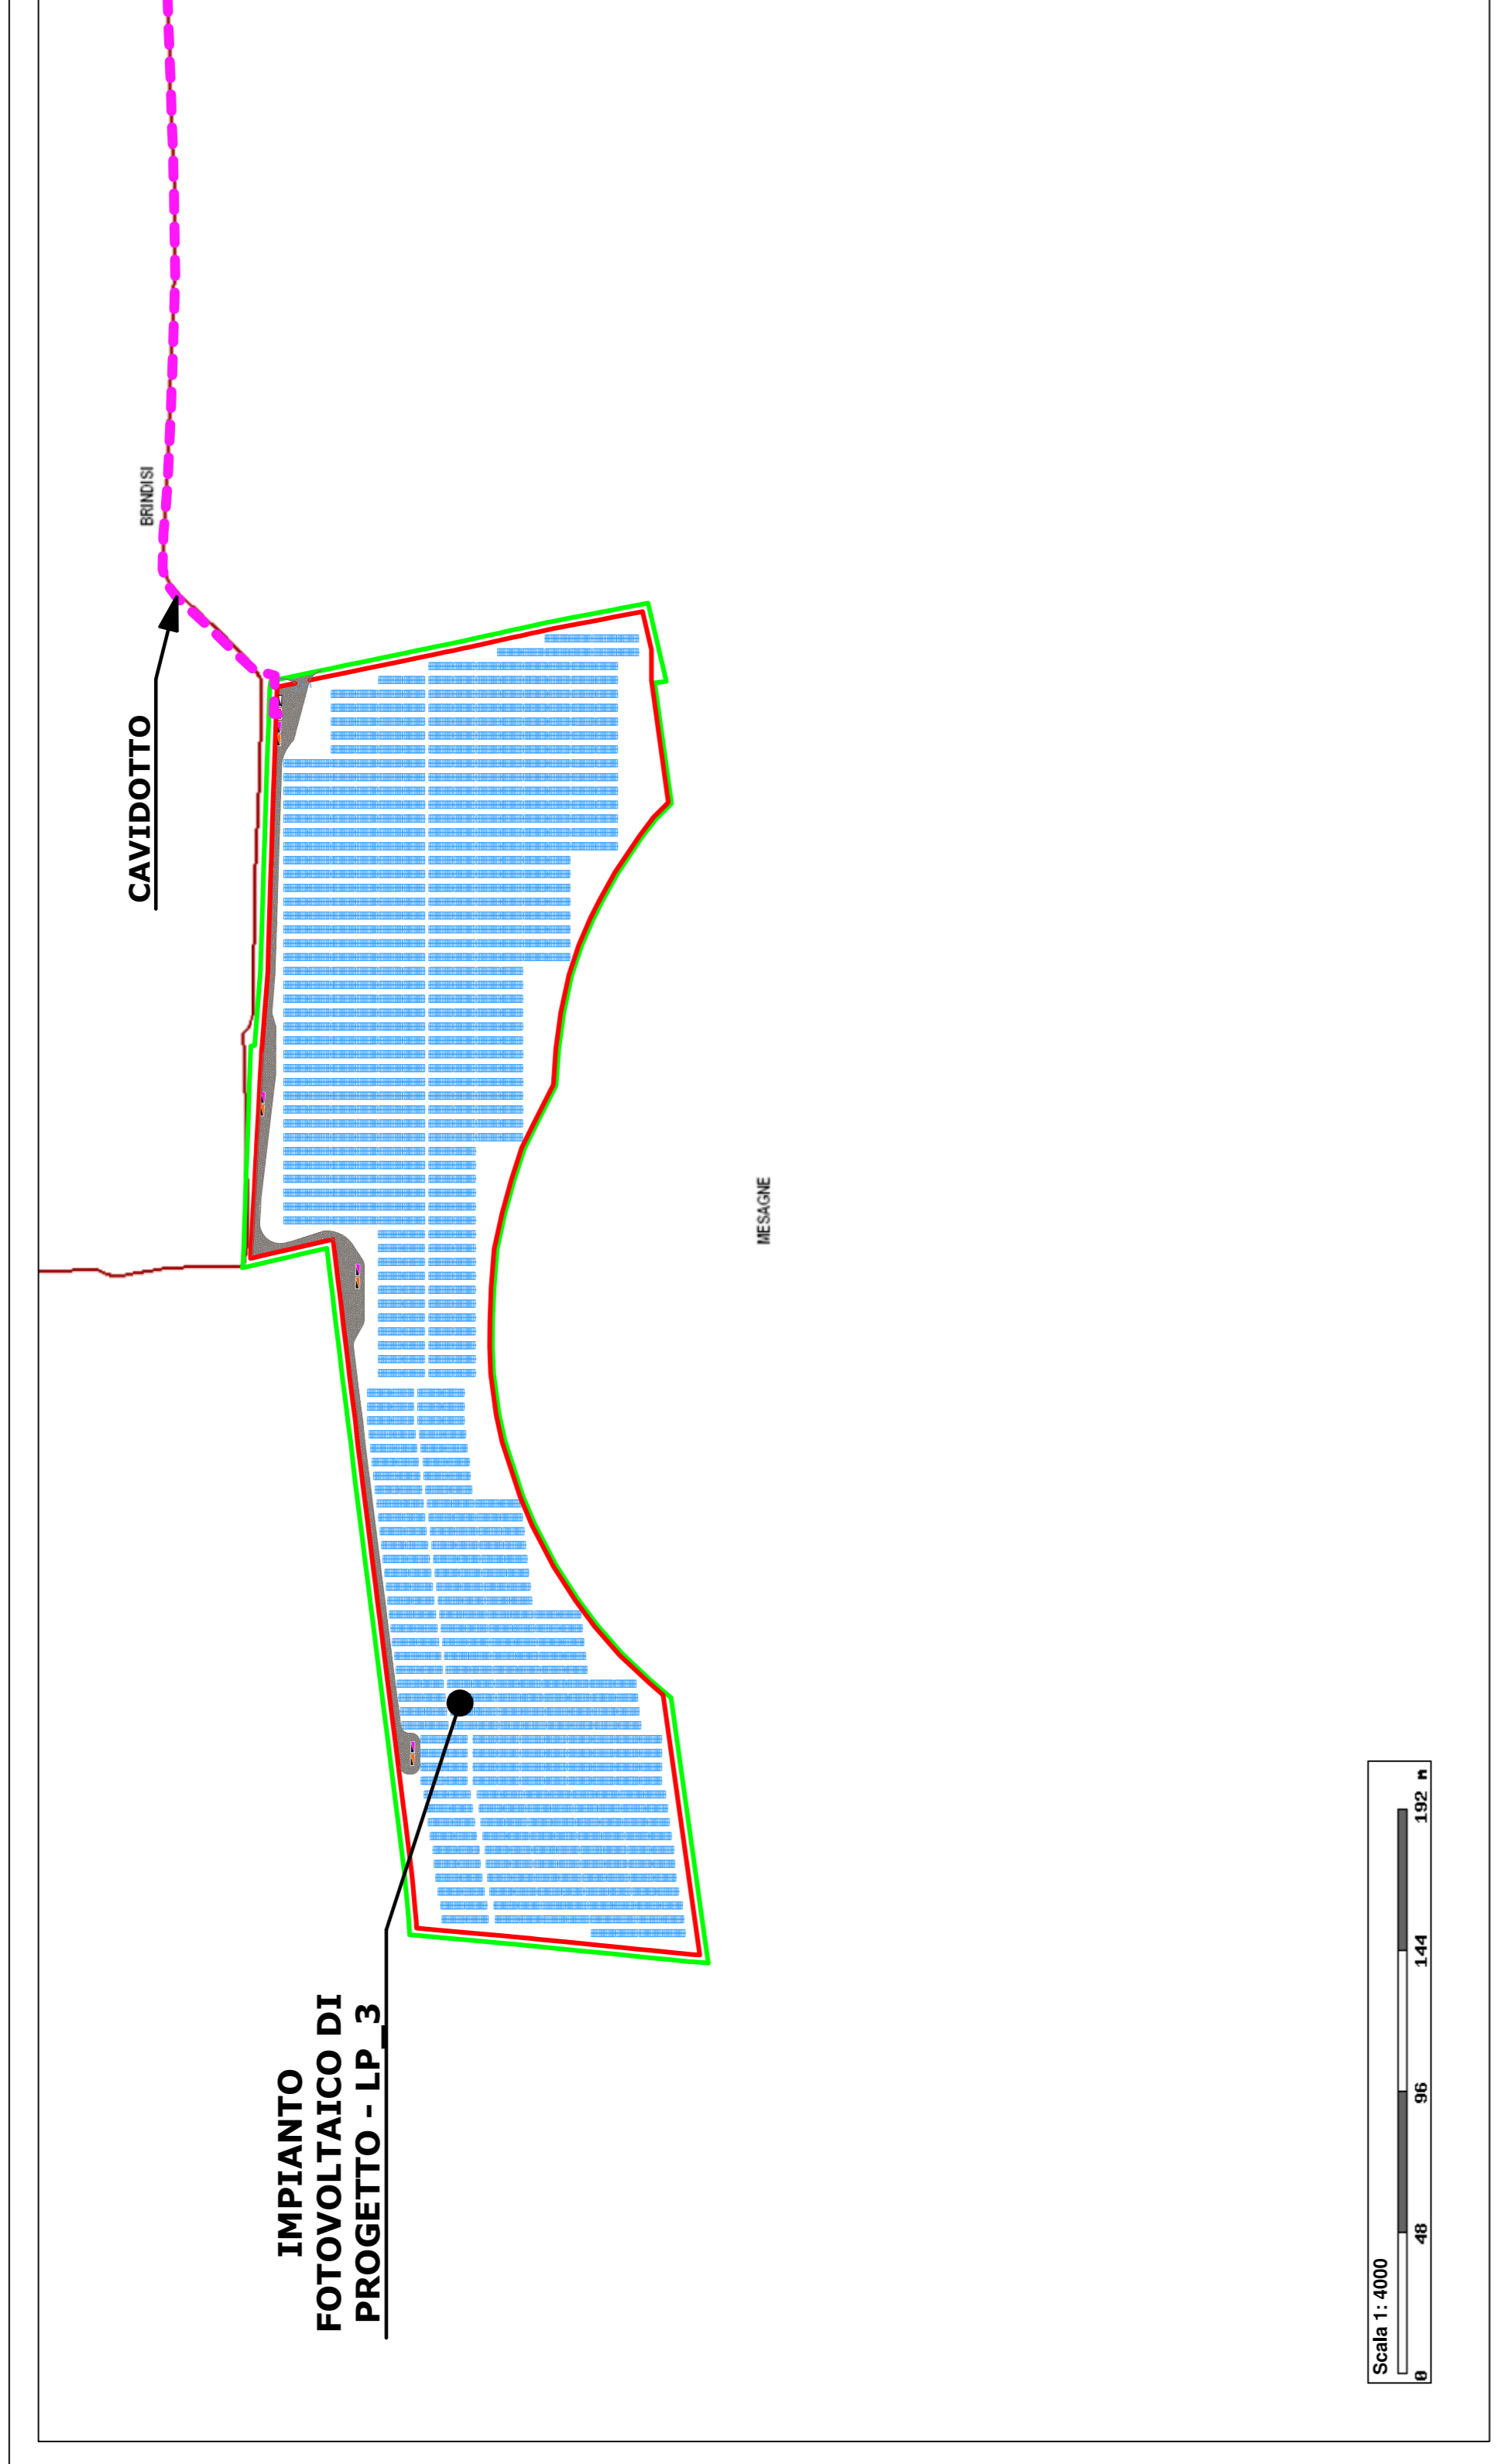 BRINDISI
CAVIDOTTO
IMPIANTO
FOTOVOLTAICO DI
PROGETTO - LP_3
MESAGNE
Scala 1: 4000
0 48 96 144 192 m